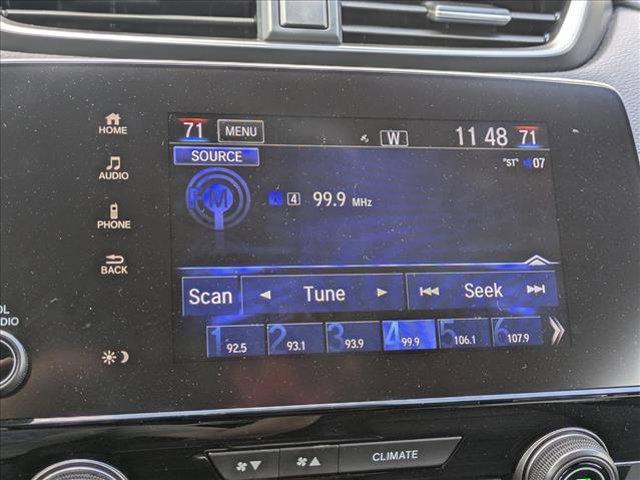 HOME
AUDIO
PHONE
BACK
71 MENU W 11 48 71
SOURCE
"ST" 07
FM 4 99.9 MHz
Scan Tune Seek
1 92.5 2 93.1 3 93.9 4 99.9 5 106.1 6 107.9
CLIMATE